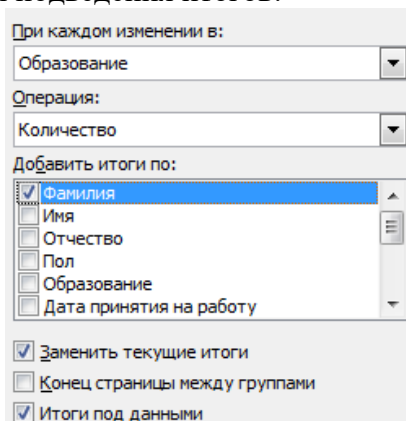 При каждом изменении в:
Образование
Операция:
Количество
Добавить итоги по:
Фамилия
Имя
Отчество
Пол
Образование
Дата принятия на работу
Заменить текущие итоги
Конец страницы между группами
Итоги под данными